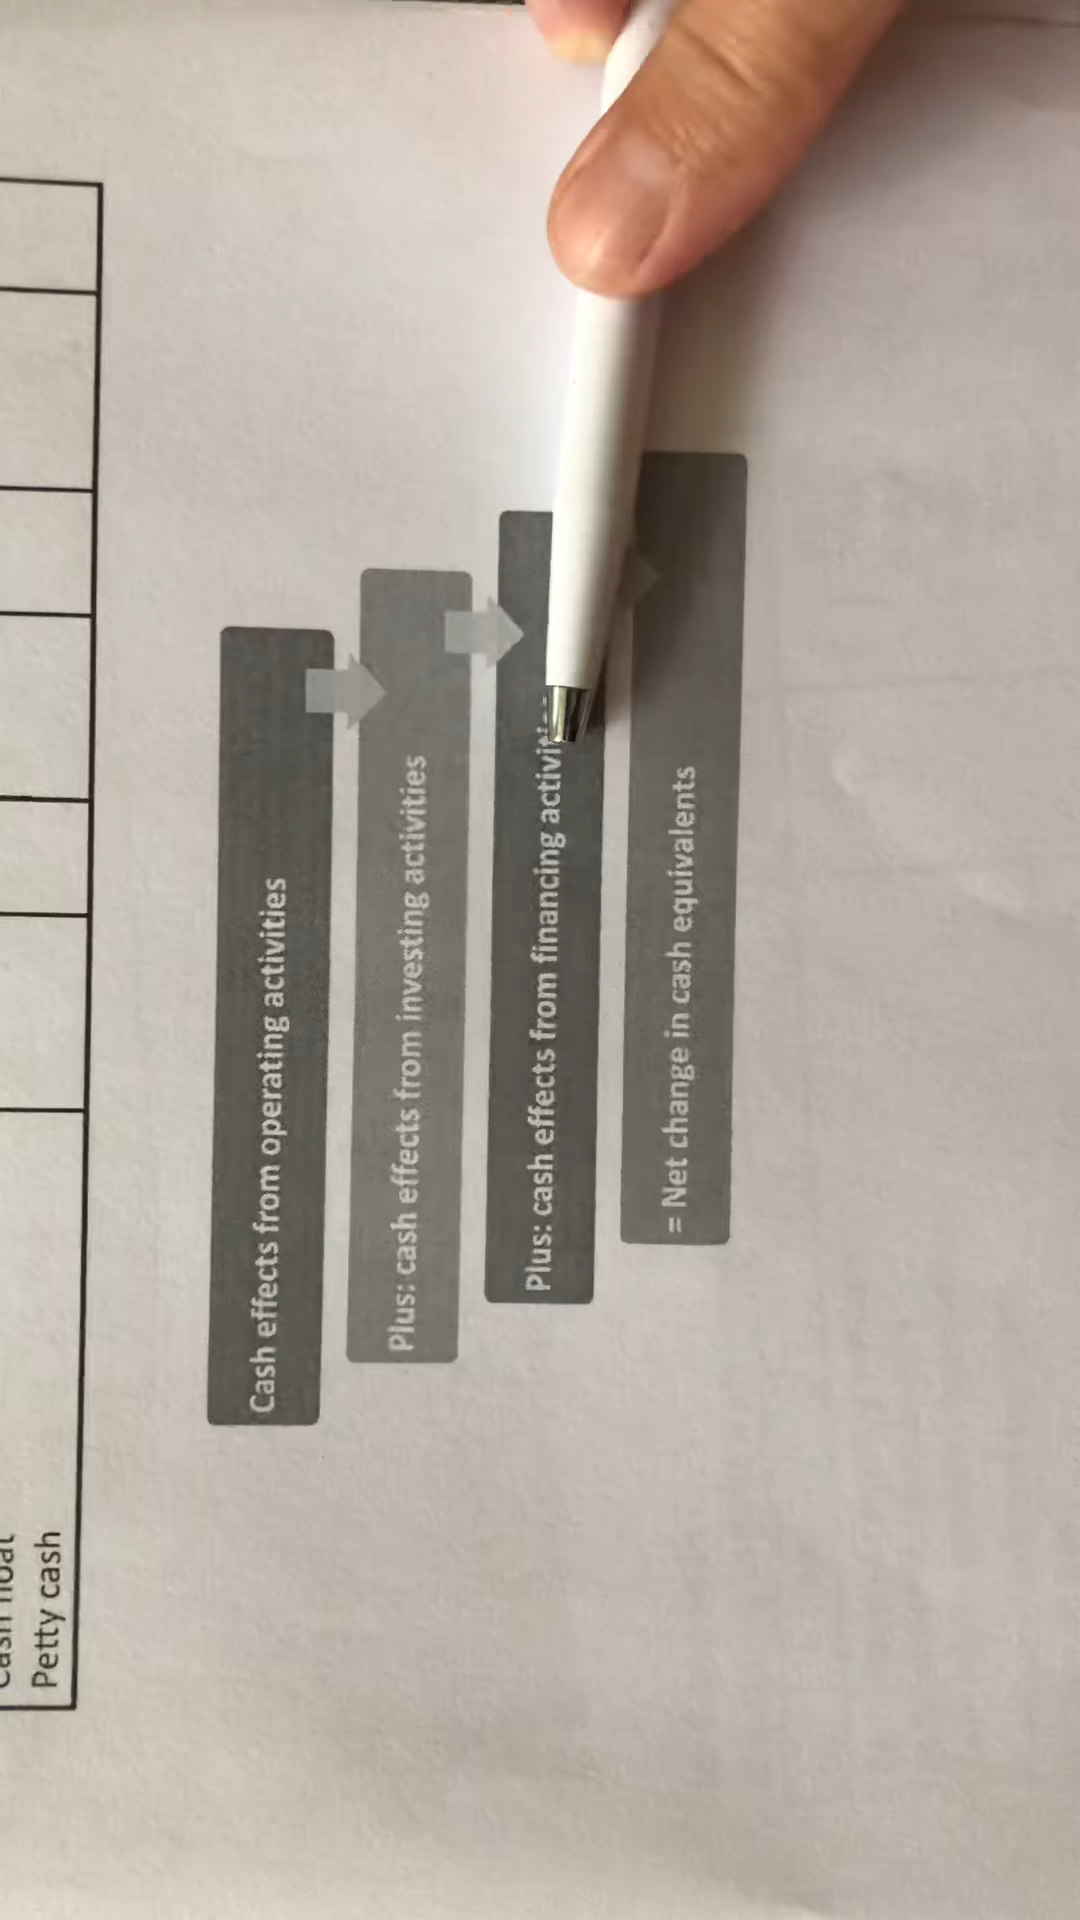 Petty cash
Cash effects from operating activities
Plus: cash effects from investing activities
Plus: cash effects from financing
= Net change in cash equivalents